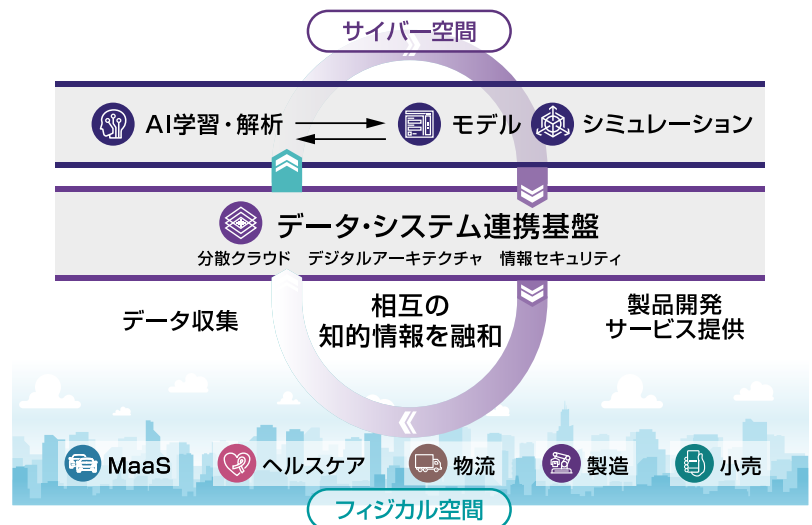 サイバー空間
AI学習・解析
モデル
シミュレーション
データ・システム連携基盤
分散クラウド デジタルアーキテクチャ 情報セキュリティ
データ収集
相互の
知的情報を融和
製品開発
サービス提供
MaaS
ヘルスケア
物流
製造
小売
フィジカル空間